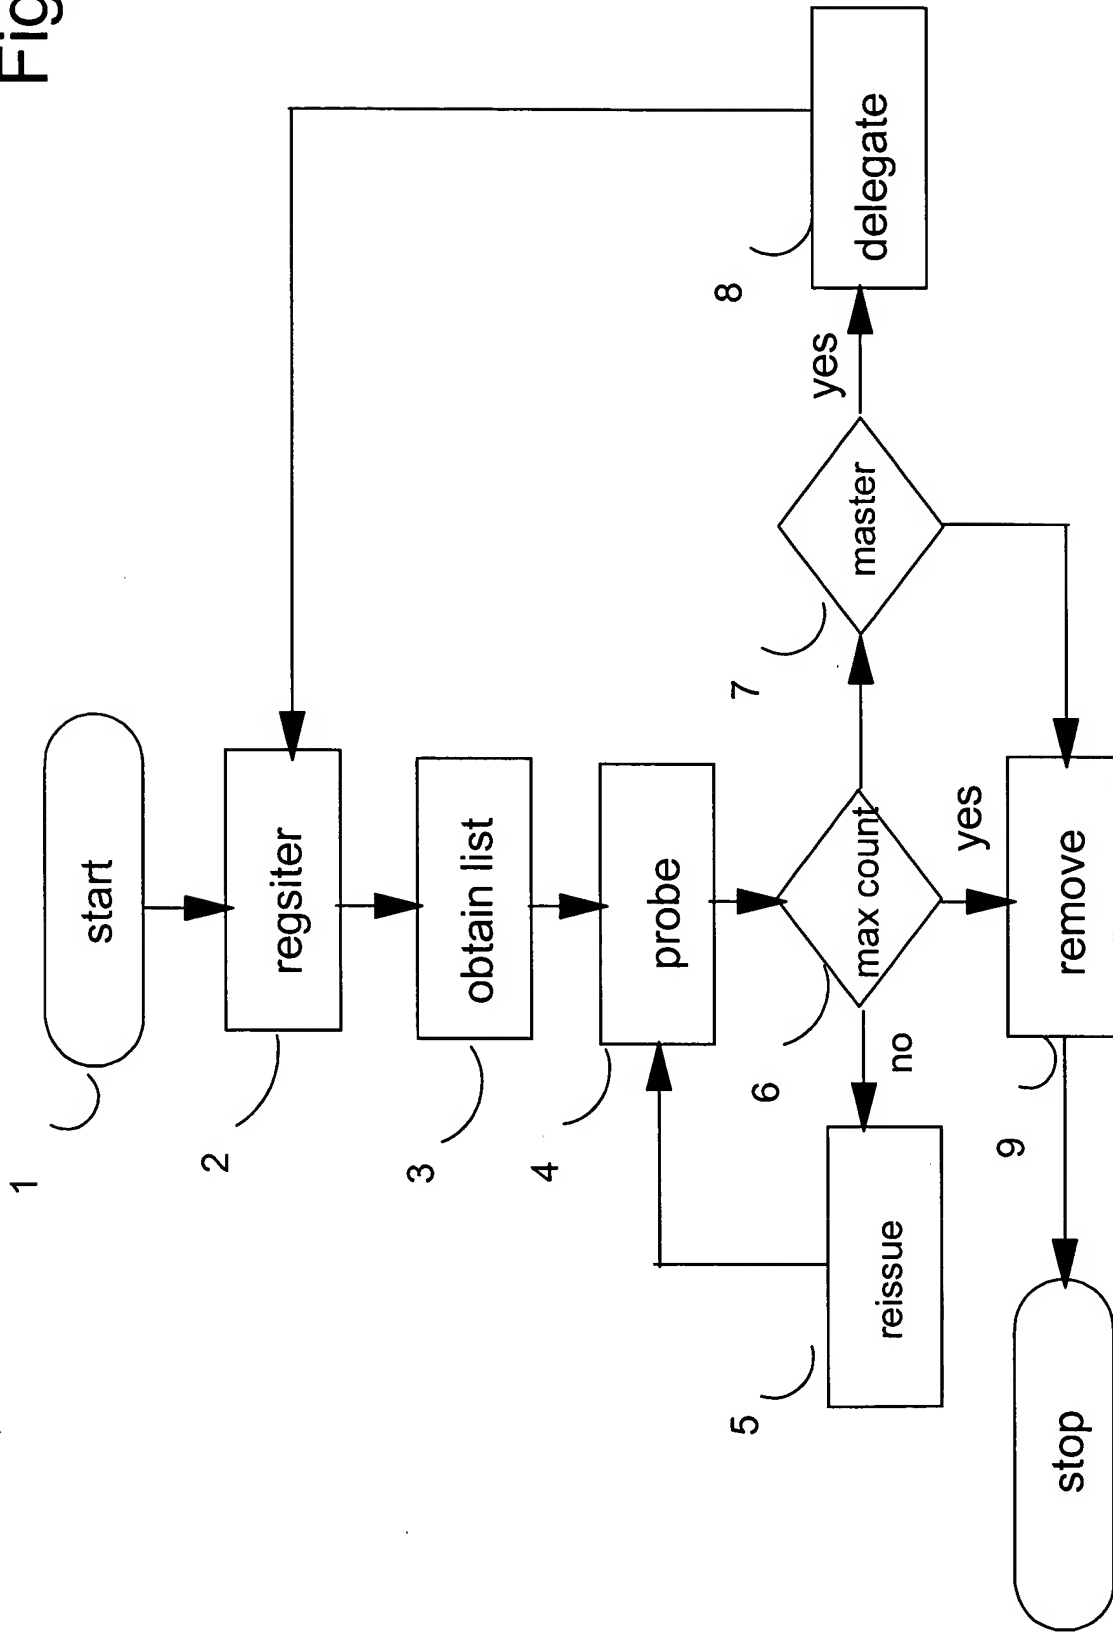 Fig
1
start
2
regsiter
3
obtain list
4
probe
5
reissue
6
max count
no
yes
7
master
yes
8
delegate
9
remove
stop